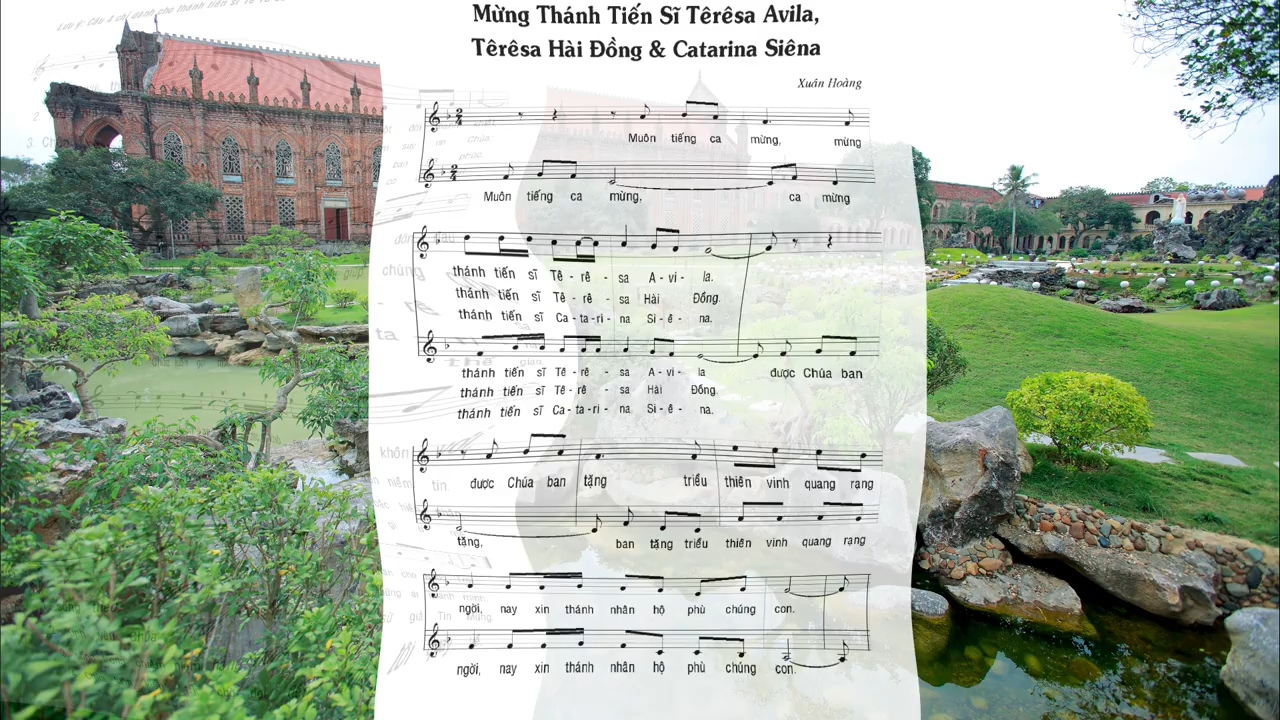 Mừng Thánh Tiến Sĩ Têrêsa Avila,
Têrêsa Hài Đồng & Catarina Siêna
Xuân Hoàng
Muôn tiếng ca mừng, mừng
Muôn tiếng ca mừng, ca mừng
thánh tiến sĩ Tê - rê - sa A - vi - la.
thánh tiến sĩ Tê - rê - sa Hài Đồng.
thánh tiến sĩ Ca - ta - ri - na Si - ê - na.
thánh tiến sĩ Tê - rê - sa A - vi - la được Chúa ban
thánh tiến sĩ Tê - rê - sa Hài Đồng.
thánh tiến sĩ Ca - ta - ri - na Si - ê - na.
được Chúa ban tặng triều thiên vinh quang rạng
tặng, ban tặng triều thiên vinh quang rạng
ngời, nay xin thánh nhân hộ phù chúng con.
ngời, nay xin thánh nhân hộ phù chúng con.